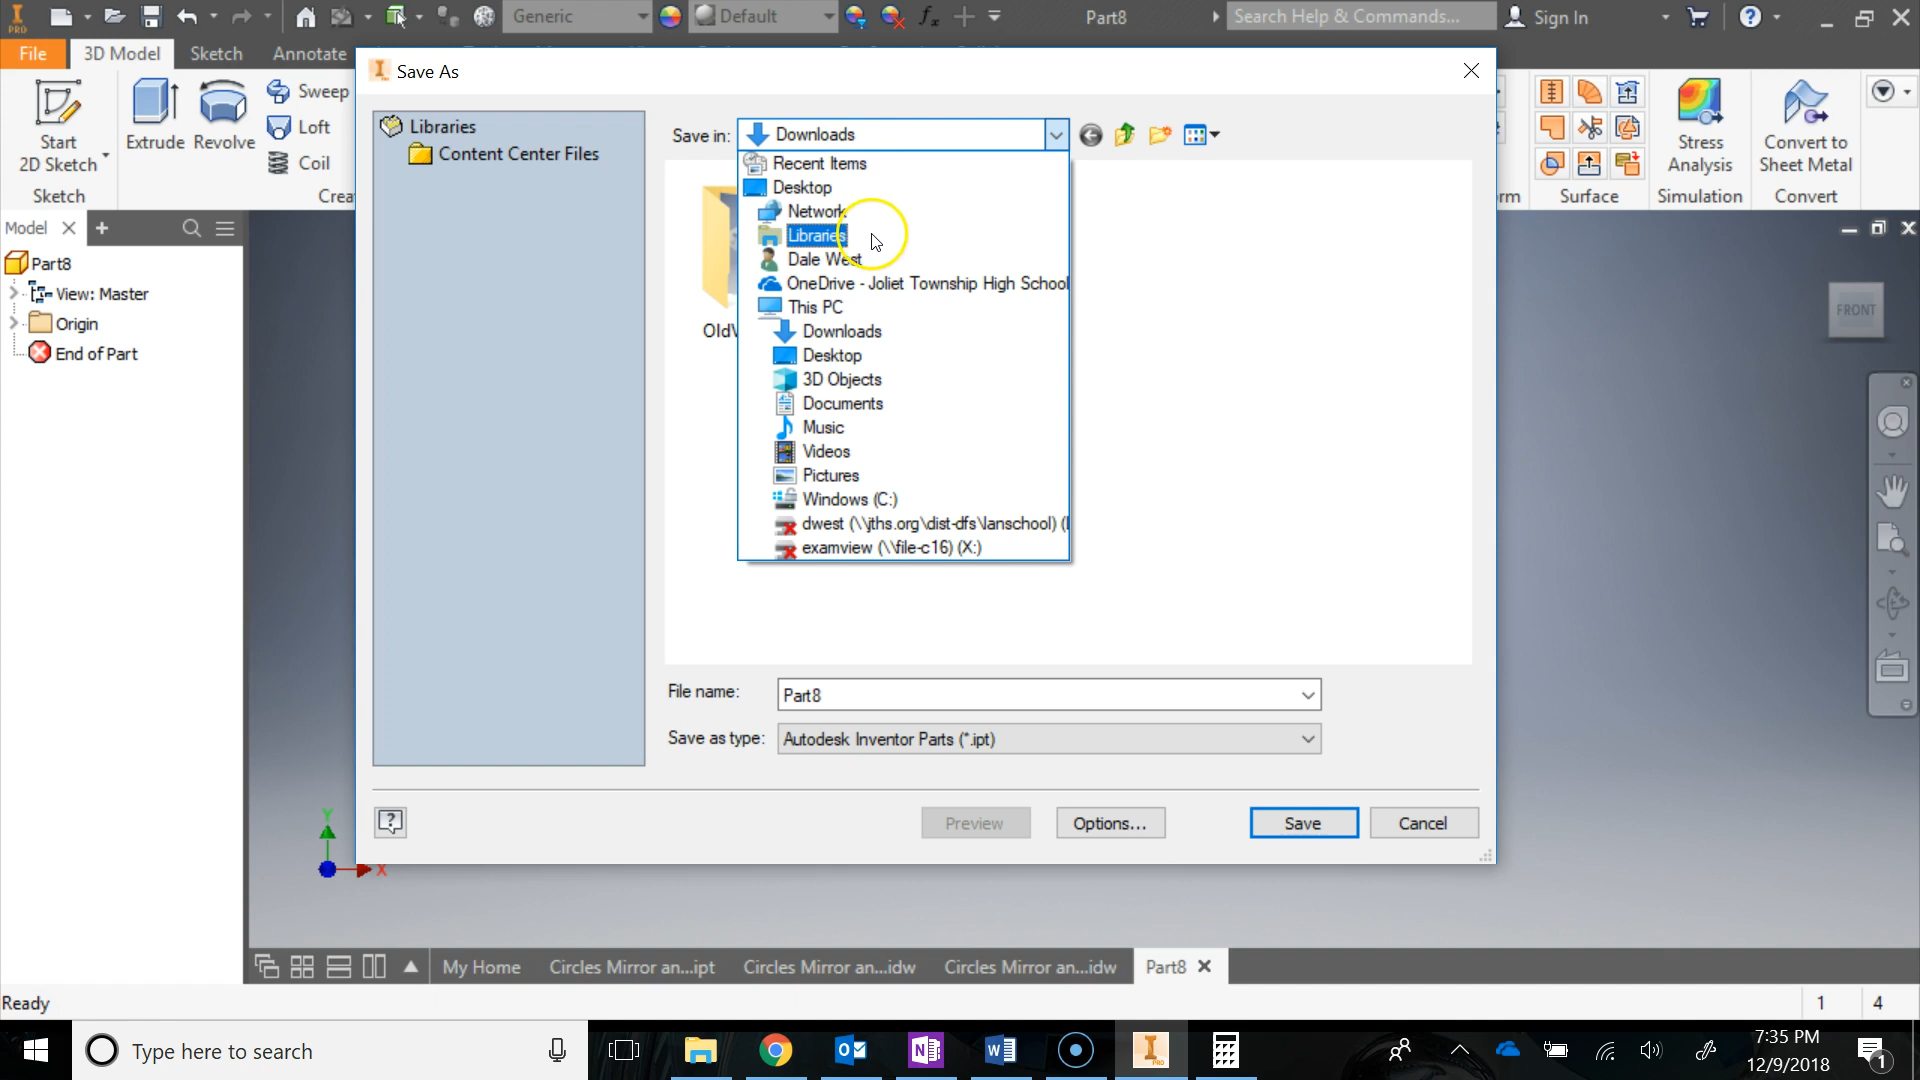 PRO
Generic
Default
fx
Part8
Search Help & Commands...
Sign In
File
3D Model
Sketch
Annotate
Start
2D Sketch
Extrude
Revolve
Sweep
Loft
Coil
Sketch
Crea
Stress
Analysis
Convert to
Sheet Metal
rm
Surface
Simulation
Convert
Model
Part8
View: Master
Origin
End of Part
Save As
Libraries
Content Center Files
Save in:
Downloads
Recent Items
Desktop
Network
Libraries
Dale West
OneDrive - Joliet Township High School
This PC
Downloads
Desktop
3D Objects
Documents
Music
Videos
Pictures
Windows (C:)
dwest (\\jths.org\dist-dfs\lanschool) (
examview (\\file-c16) (X:)
OldV
File name:
Part8
Save as type:
Autodesk Inventor Parts (*.ipt)
Preview
Options...
Save
Cancel
FRONT
Y
X
My Home
Circles Mirror an...ipt
Circles Mirror an...idw
Circles Mirror an...idw
Part8
Ready
1
4
Type here to search
7:35 PM
12/9/2018
1